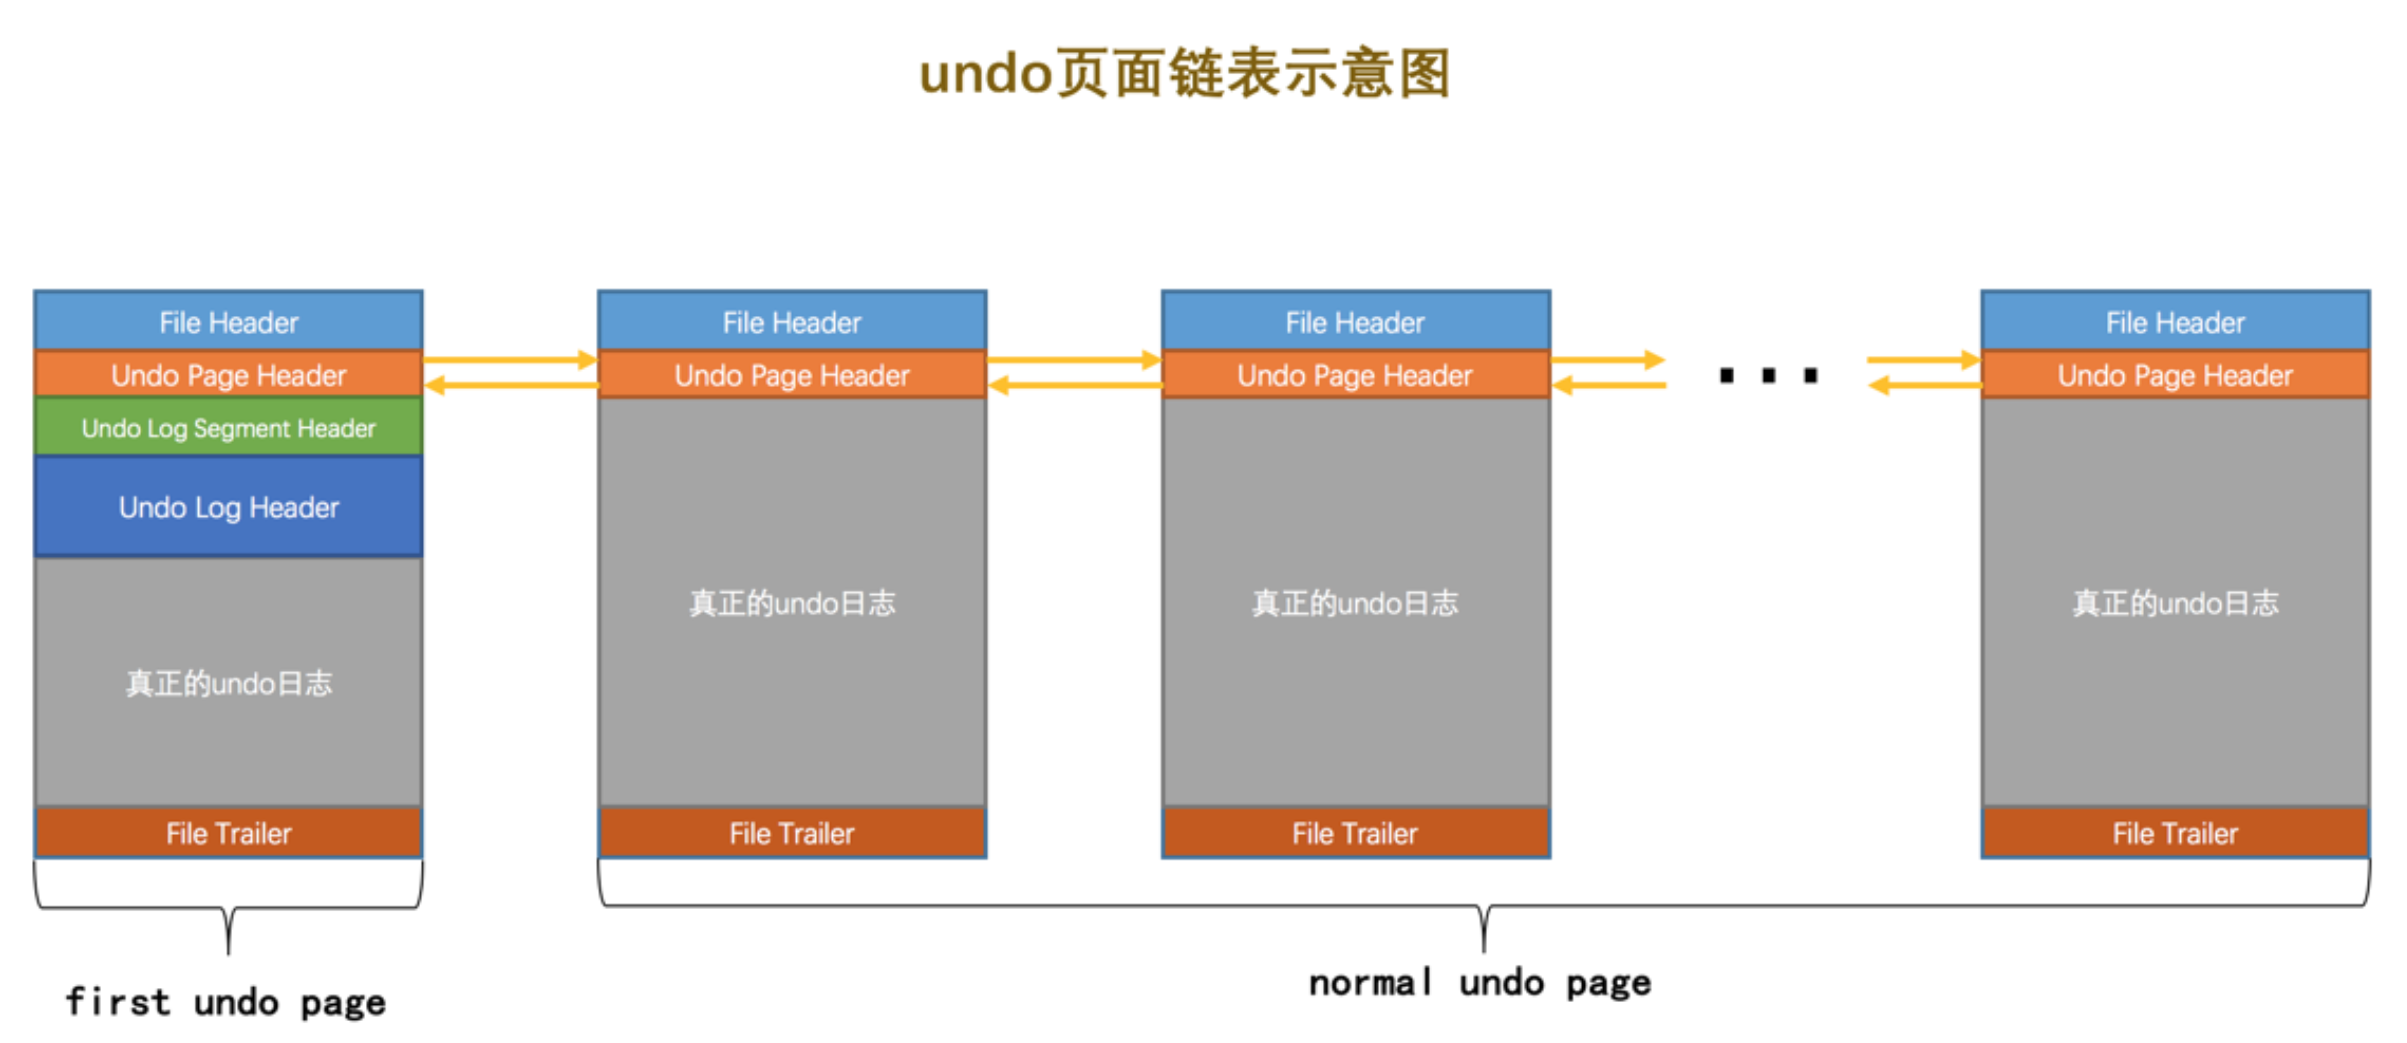 undo页面链表示意图
File Header
Undo Page Header
Undo Log Segment Header
Undo Log Header
真正的undo日志
File Trailer
first undo page
File Header
Undo Page Header
真正的undo日志
File Trailer
File Header
Undo Page Header
真正的undo日志
File Trailer
...
File Header
Undo Page Header
真正的undo日志
File Trailer
normal undo page